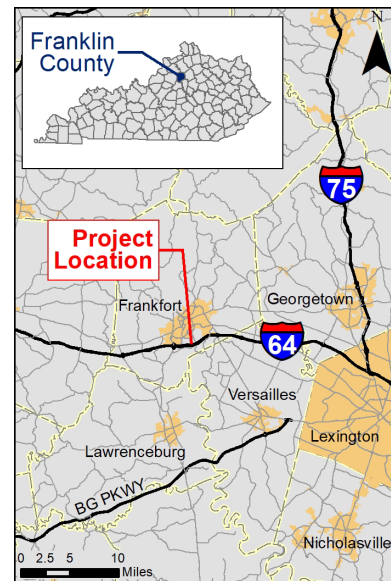 N
Franklin
County
75
Project
Location
Frankfort
Georgetown
64
Versailles
Lexington
Lawrenceburg
BG PKWY
Nicholasville
0 2.5 5 10
Miles